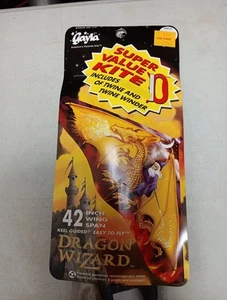 Gayla
SUPER
VALUE
KITE
INCLUDES
OF TWINE AND
TWINE WINDER
42 INCH
WING
SPAN
KEEL GUIDED EASY TO FLY
DRAGON
WIZARD